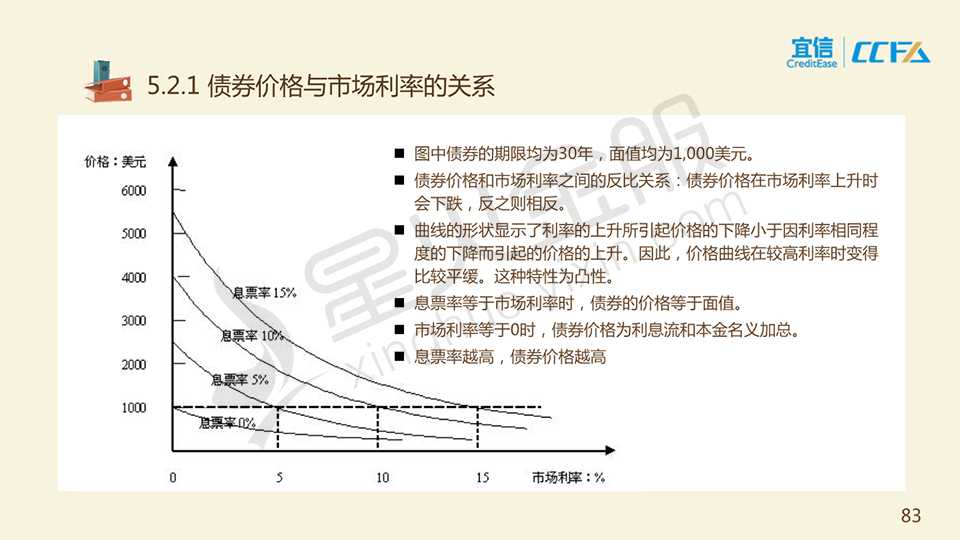 宜信
CreditEase
CCFA
5.2.1 债券价格与市场利率的关系
价格：美元
6000
5000
4000
3000
2000
1000
息票率 15%
息票率 10%
息票率 5%
息票率 0%
0
5
10
15
市场利率：%
■ 图中债券的期限均为30年，面值均为1,000美元。
■ 债券价格和市场利率之间的反比关系：债券价格在市场利率上升时
会下跌，反之则相反。
■ 曲线的形状显示了利率的上升所引起价格的下降小于因利率相同程
度的下降而引起的价格的上升。因此，价格曲线在较高利率时变得
比较平缓。这种特性为凸性。
■ 息票率等于市场利率时，债券的价格等于面值。
■ 市场利率等于0时，债券价格为利息流和本金名义加总。
■ 息票率越高，债券价格越高
星火金服
83